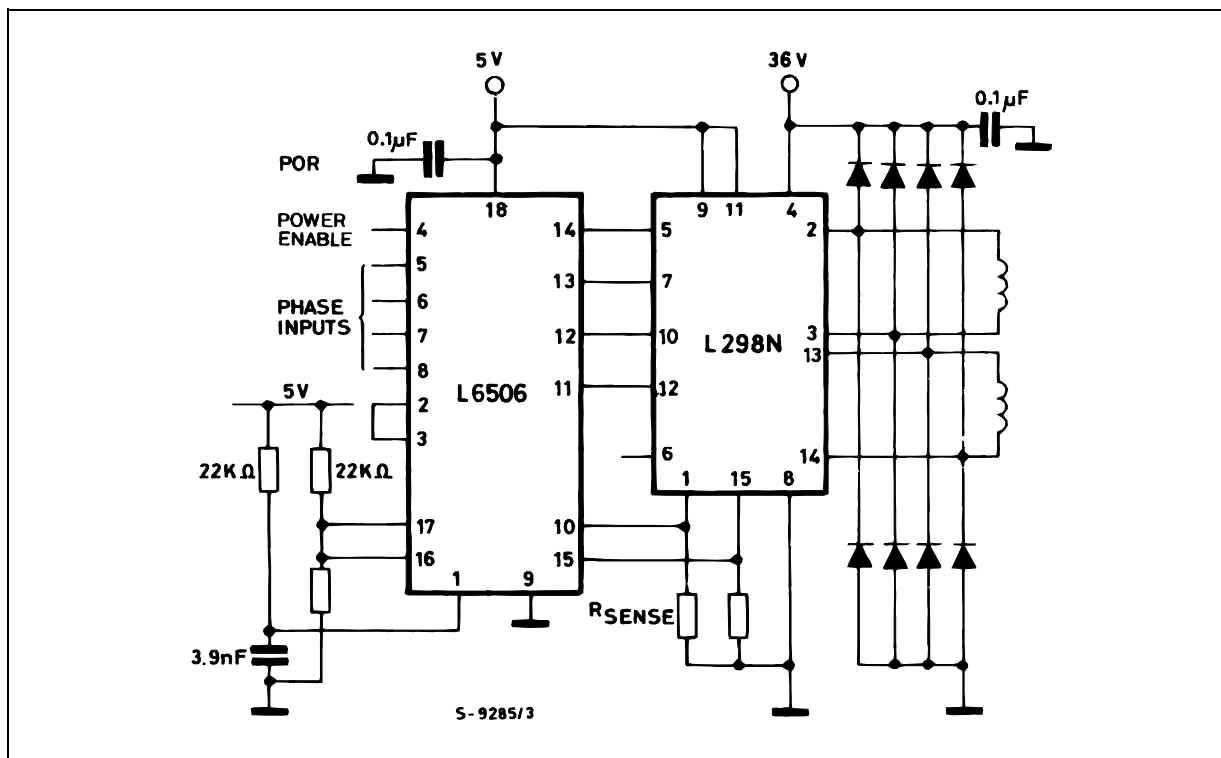 5 V
36 V
0.1µF
0.1µF
POR
18
9 11 4
POWER
ENABLE
4
14
5
2
5
PHASE
INPUTS
6
7
8
13
7
12
10
L298N
3
13
L6506
11
12
5V
2
3
6
14
22KΩ
22KΩ
1 15 8
17
10
16
15
1 9
RSENSE
3.9nF
S-9285/3